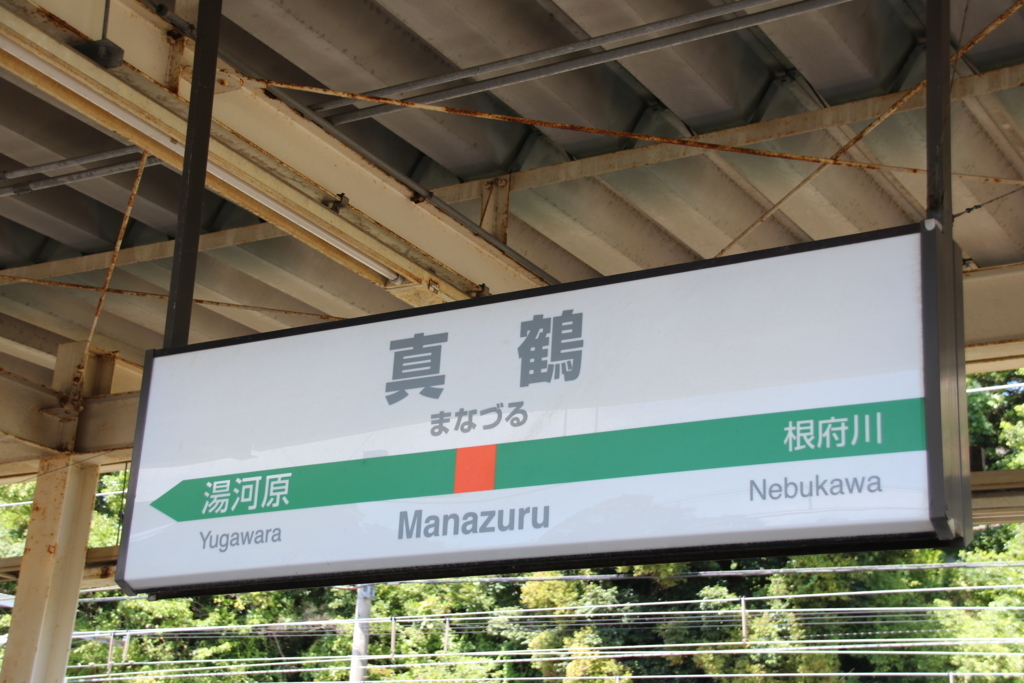 真鶴
まなづる
湯河原
根府川
Yugawara
Manazuru
Nebukawa